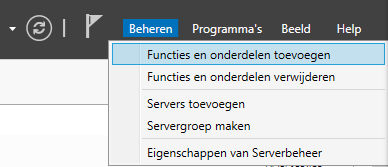 Beheren Programma's Beeld Help
Functies en onderdelen toevoegen
Functies en onderdelen verwijderen
Servers toevoegen
Servergroep maken
Eigenschappen van Serverbeheer